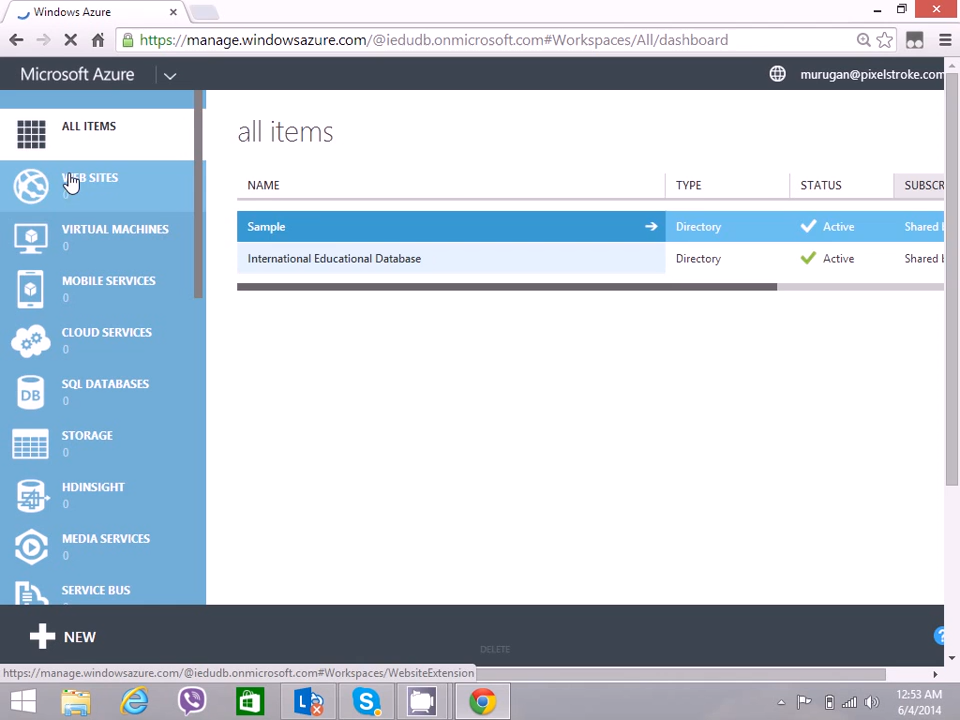 Windows Azure
https://manage.windowsazure.com/@iedudb.onmicrosoft.com#Workspaces/All/dashboard
Microsoft Azure
murugan@pixelstroke.com
ALL ITEMS
WEB SITES
0
VIRTUAL MACHINES
0
MOBILE SERVICES
0
CLOUD SERVICES
0
SQL DATABASES
0
STORAGE
0
HDINSIGHT
0
MEDIA SERVICES
0
SERVICE BUS
all items
NAME TYPE STATUS SUBSCR
Sample Directory Active Shared
International Educational Database Directory Active Shared
DB
NEW
DELETE
?
https://manage.windowsazure.com/@iedudb.onmicrosoft.com#Workspaces/WebsiteExtension
12:53 AM
6/4/2014